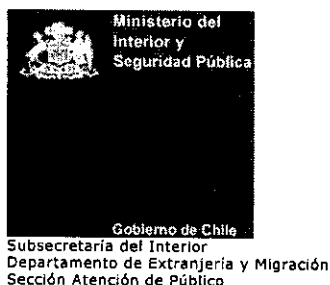 Ministerio del
Interior y
Seguridad Pública
Gobierno de Chile
Subsecretaría del Interior
Departamento de Extranjería y Migración
Sección Atención de Público